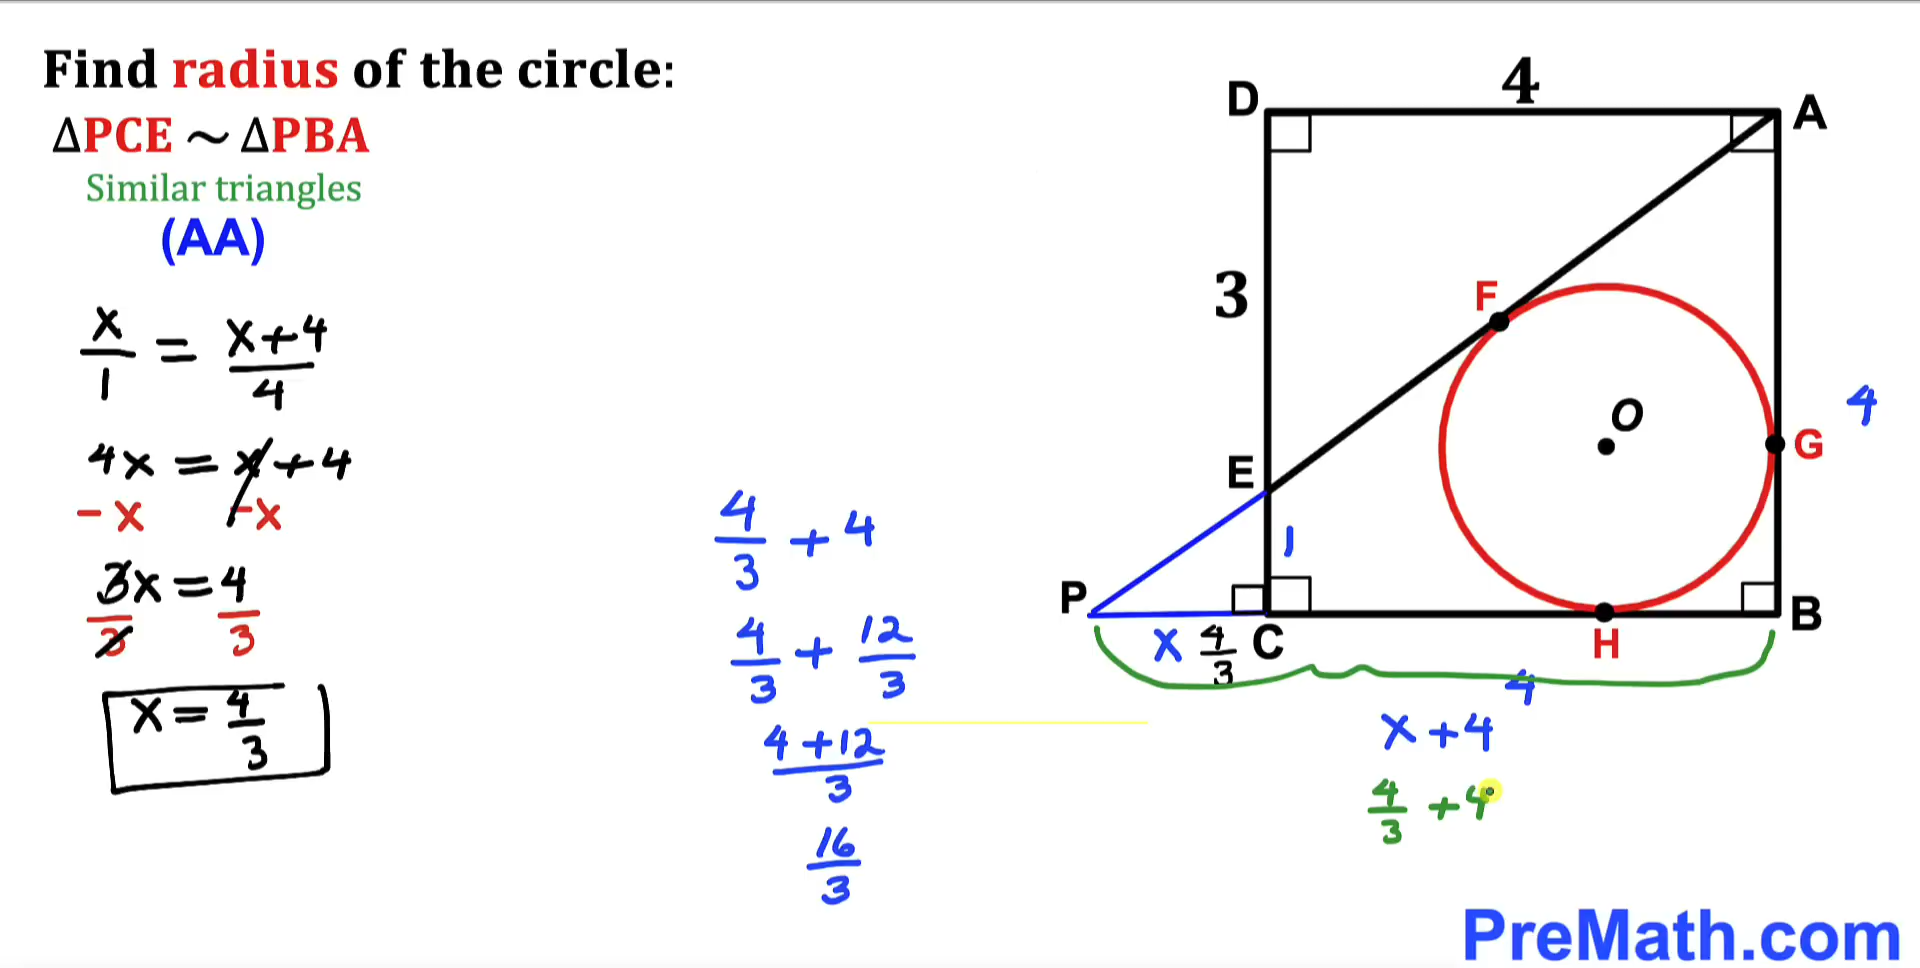 Find radius of the circle:
ΔPCE ~ ΔPBA
Similar triangles
(AA)
x/1 = x+4/4
4x = x+4
-x -x
3x = 4
3 3
x = 4/3
4/3 + 4
4/3 + 12/3
4+12/3
16/3
D 4 A
3
F
O
4
G
E
1
P
x 4/3 C
H
B
4
x+4
4/3 + 4
PreMath.com